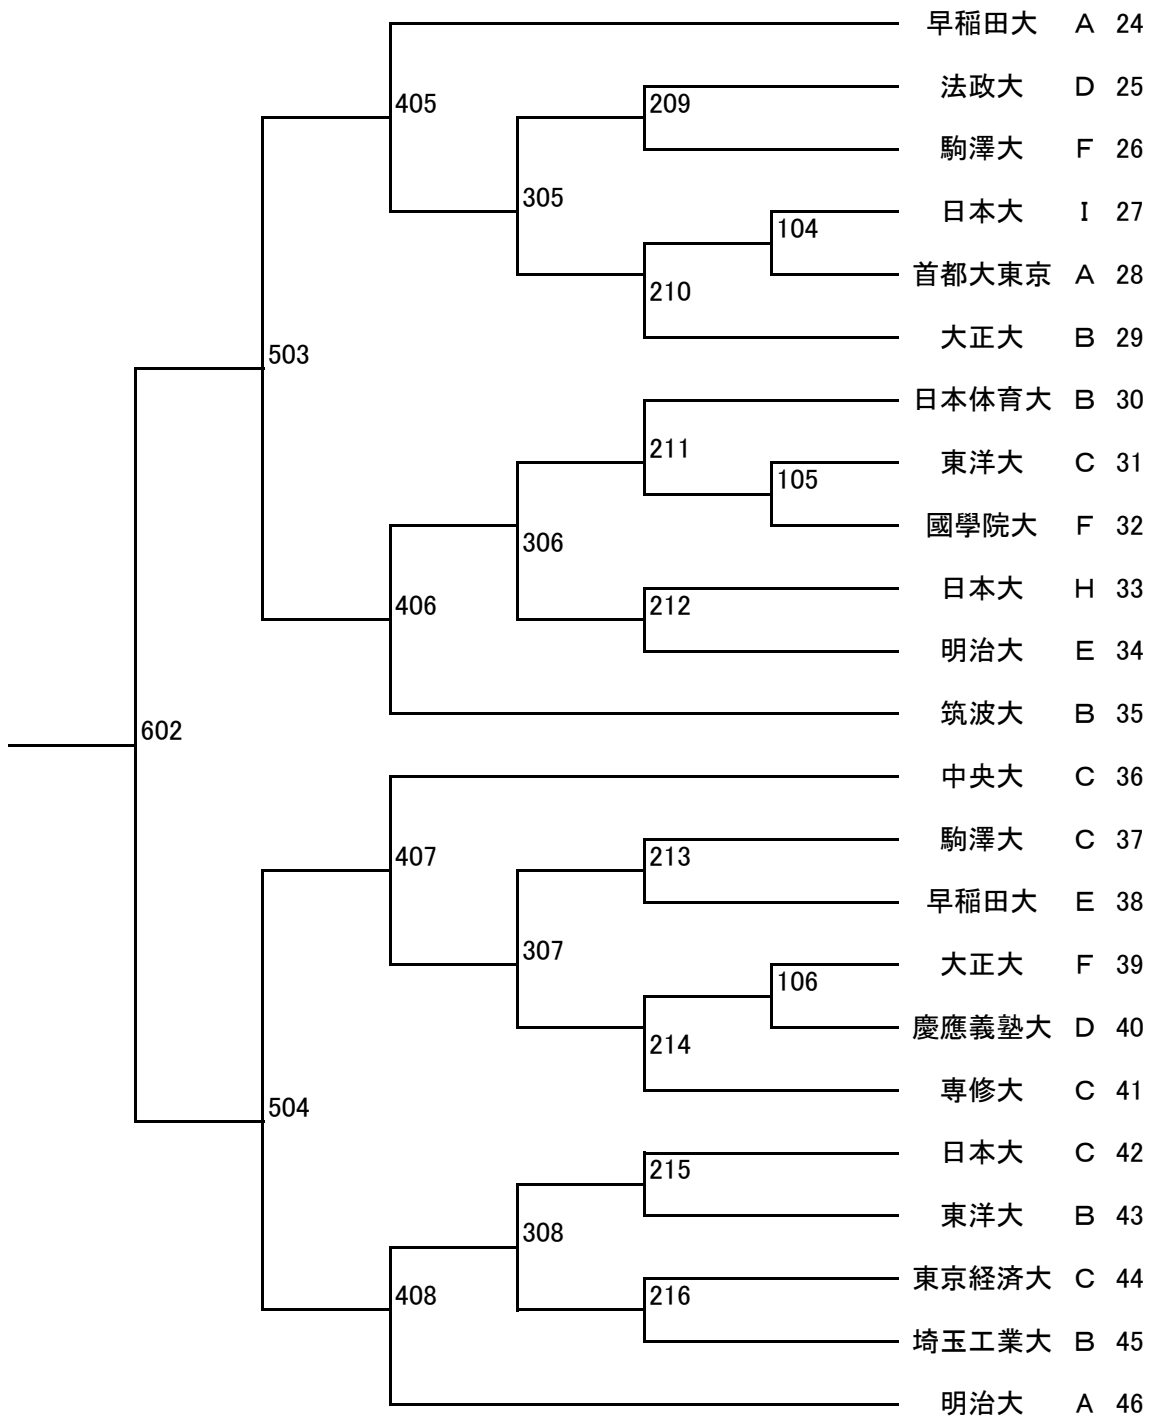 早稲田大 A 24
405
法政大 D 25
209
駒澤大 F 26
305
日本大 I 27
104
首都大東京 A 28
210
大正大 B 29
503
日本体育大 B 30
211
東洋大 C 31
105
國學院大 F 32
306
日本大 H 33
406
212
明治大 E 34
筑波大 B 35
602
中央大 C 36
駒澤大 C 37
407
213
早稲田大 E 38
307
大正大 F 39
106
慶應義塾大 D 40
214
専修大 C 41
504
日本大 C 42
215
東洋大 B 43
308
東京経済大 C 44
408
216
埼玉工業大 B 45
明治大 A 46